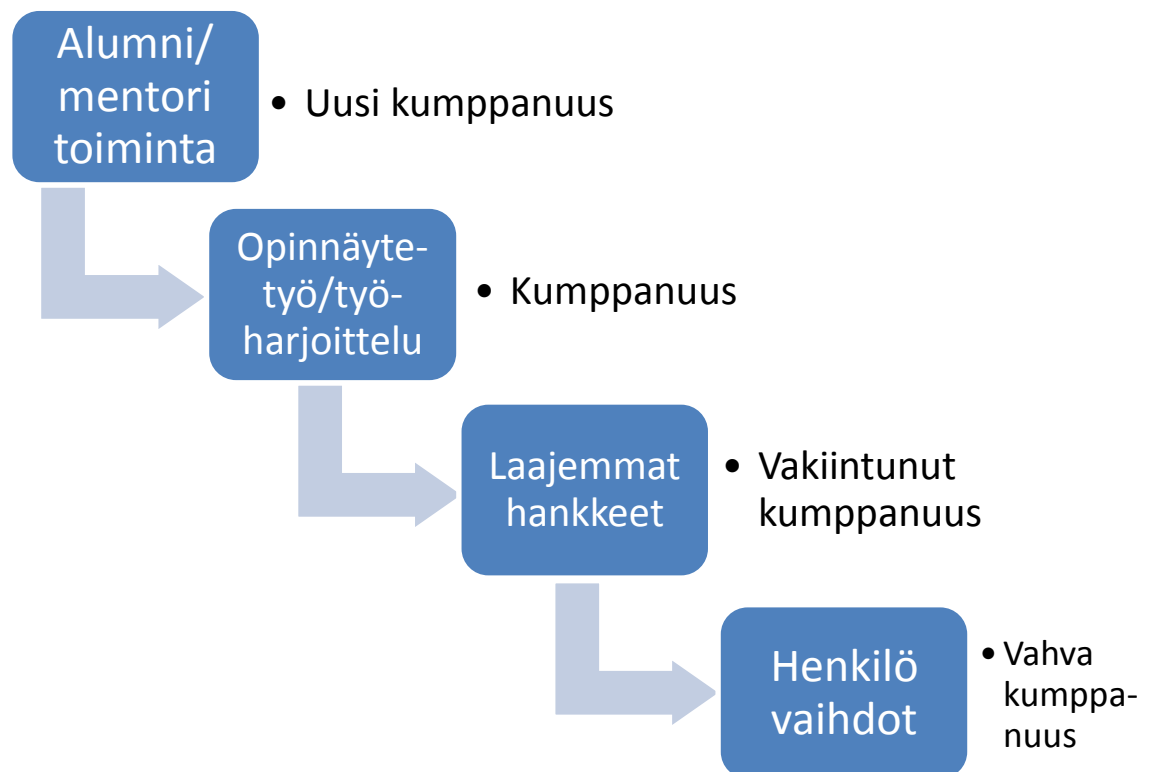 Alumni/
mentori
toiminta
• Uusi kumppanuus
Opinnäyte-
työ/työ-
harjoittelu
• Kumppanuus
Laajemmat
hankkeet
• Vakiintunut
kumppanuus
Henkilö
vaihdot
• Vahva
kumppa-
nuus